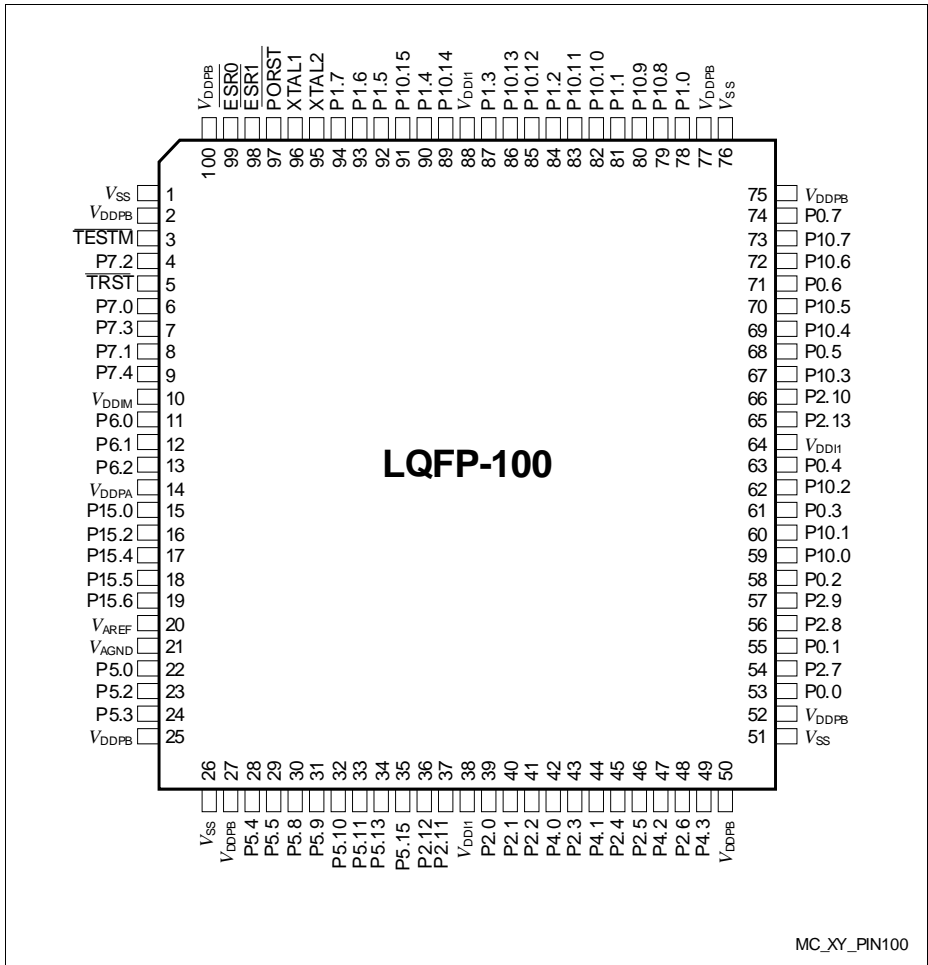 VDDPB ESR0 ESR1 PORST XTAL1 XTAL2 P1.7 P1.6 P1.5 P10.15 P1.4 P10.14 VDDI1 P1.3 P10.13 P10.12 P1.2 P10.11 P10.10 P1.1 P10.9 P10.8 P1.0 VDDPB VSS
100 99 98 97 96 95 94 93 92 91 90 89 88 87 86 85 84 83 82 81 80 79 78 77 76
VSS 1
VDDPB 2
TESTM 3
P7.2 4
TRST 5
P7.0 6
P7.3 7
P7.1 8
P7.4 9
VDDIM 10
P6.0 11
P6.1 12
P6.2 13
VDDPA 14
P15.0 15
P15.2 16
P15.4 17
P15.5 18
P15.6 19
VAREF 20
VAGND 21
P5.0 22
P5.2 23
P5.3 24
VDDPB 25
LQFP-100
75 VDDPB
74 P0.7
73 P10.7
72 P10.6
71 P0.6
70 P10.5
69 P10.4
68 P0.5
67 P10.3
66 P2.10
65 P2.13
64 VDDI1
63 P0.4
62 P10.2
61 P0.3
60 P10.1
59 P10.0
58 P0.2
57 P2.9
56 P2.8
55 P0.1
54 P2.7
53 P0.0
52 VDDPB
51 VSS
26 27 28 29 30 31 32 33 34 35 36 37 38 39 40 41 42 43 44 45 46 47 48 49 50
VSS VDDPB P5.4 P5.5 P5.8 P5.9 P5.10 P5.11 P5.13 P5.15 P2.12 P2.11 VDDI1 P2.0 P2.1 P2.2 P4.0 P2.3 P4.1 P2.4 P2.5 P4.2 P2.6 P4.3 VDDPB
MC_XY_PIN100